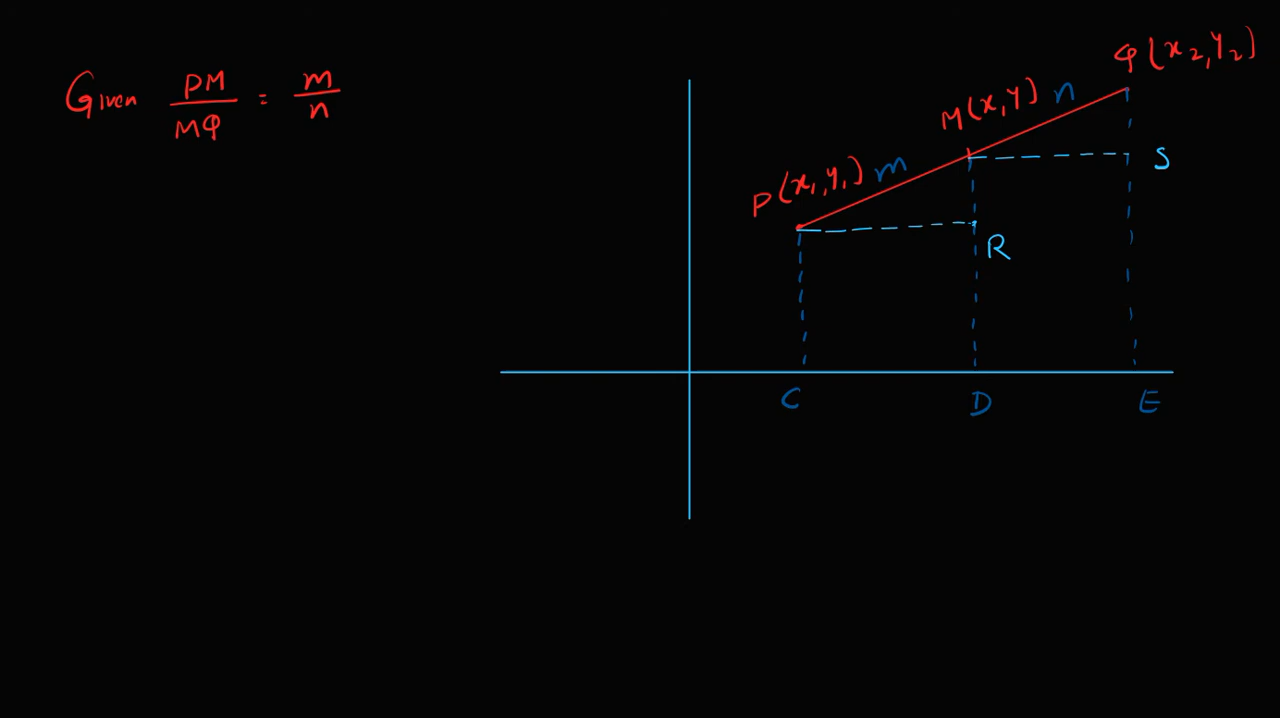 Given PM/MQ = m/n
Q(x₂,y₂)
M(x,y) n
P(x₁,y₁) m
S
R
C D E